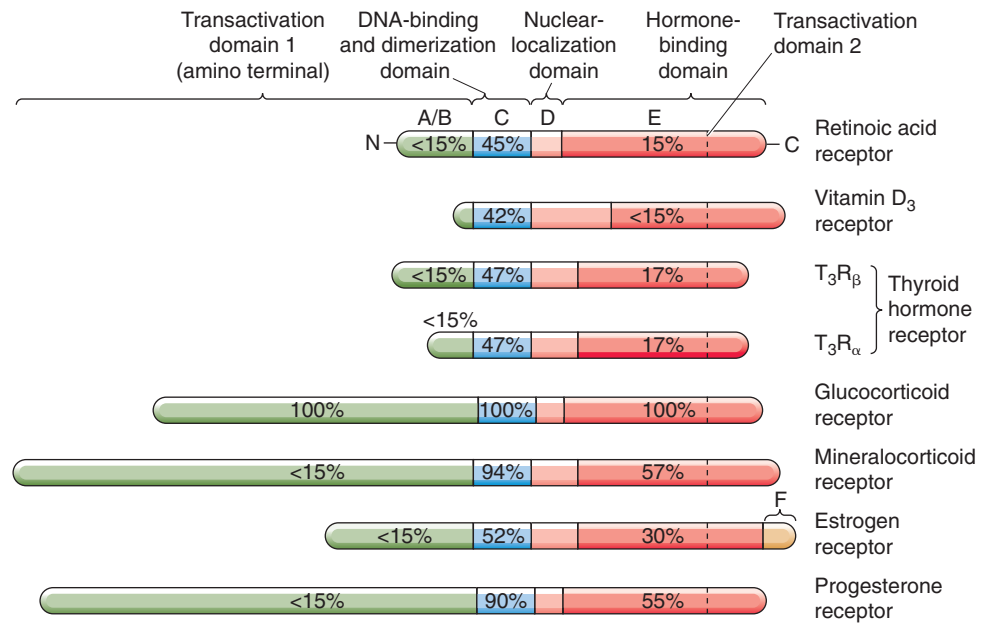 Transactivation
domain 1
(amino terminal)
DNA-binding
and dimerization
domain
Nuclear-
localization
domain
Hormone-
binding
domain
Transactivation
domain 2
A/B C D E
N <15% 45% 15% C
Retinoic acid
receptor
42% <15%
Vitamin D3
receptor
<15% 47% 17% T3Rβ
<15%
47% 17% T3Rα
Thyroid
hormone
receptor
100% 100% 100%
Glucocorticoid
receptor
<15% 94% 57%
Mineralocorticoid
receptor
F
<15% 52% 30%
Estrogen
receptor
<15% 90% 55%
Progesterone
receptor